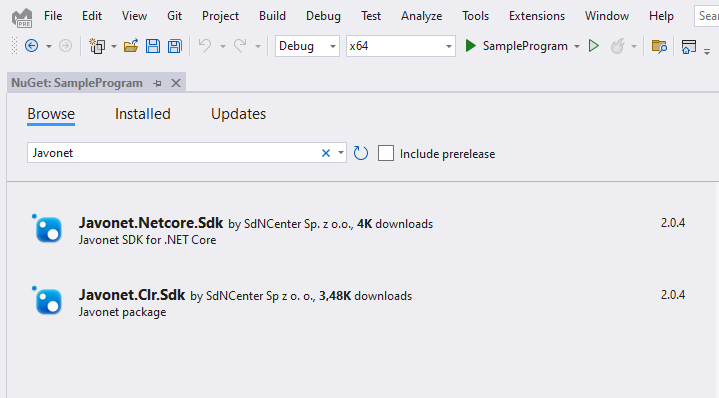 File Edit View Git Project Build Debug Test Analyze Tools Extensions Window Help Sea
PRE
Debug x64 SampleProgram
NuGet: SampleProgram
Browse Installed Updates
Javonet Include prerelease
Javonet.Netcore.Sdk by SdNCenter Sp. z o.o., 4K downloads 2.0.4
Javonet SDK for .NET Core
Javonet.Clr.Sdk by SdNCenter Sp z o. o., 3,48K downloads 2.0.4
Javonet package